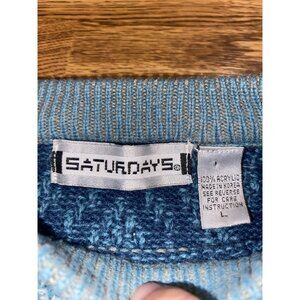 SATURDAYS®
100% ACRYLIC
MADE IN KOREA
SEE REVERSE
FOR CARE
INSTRUCTION
L